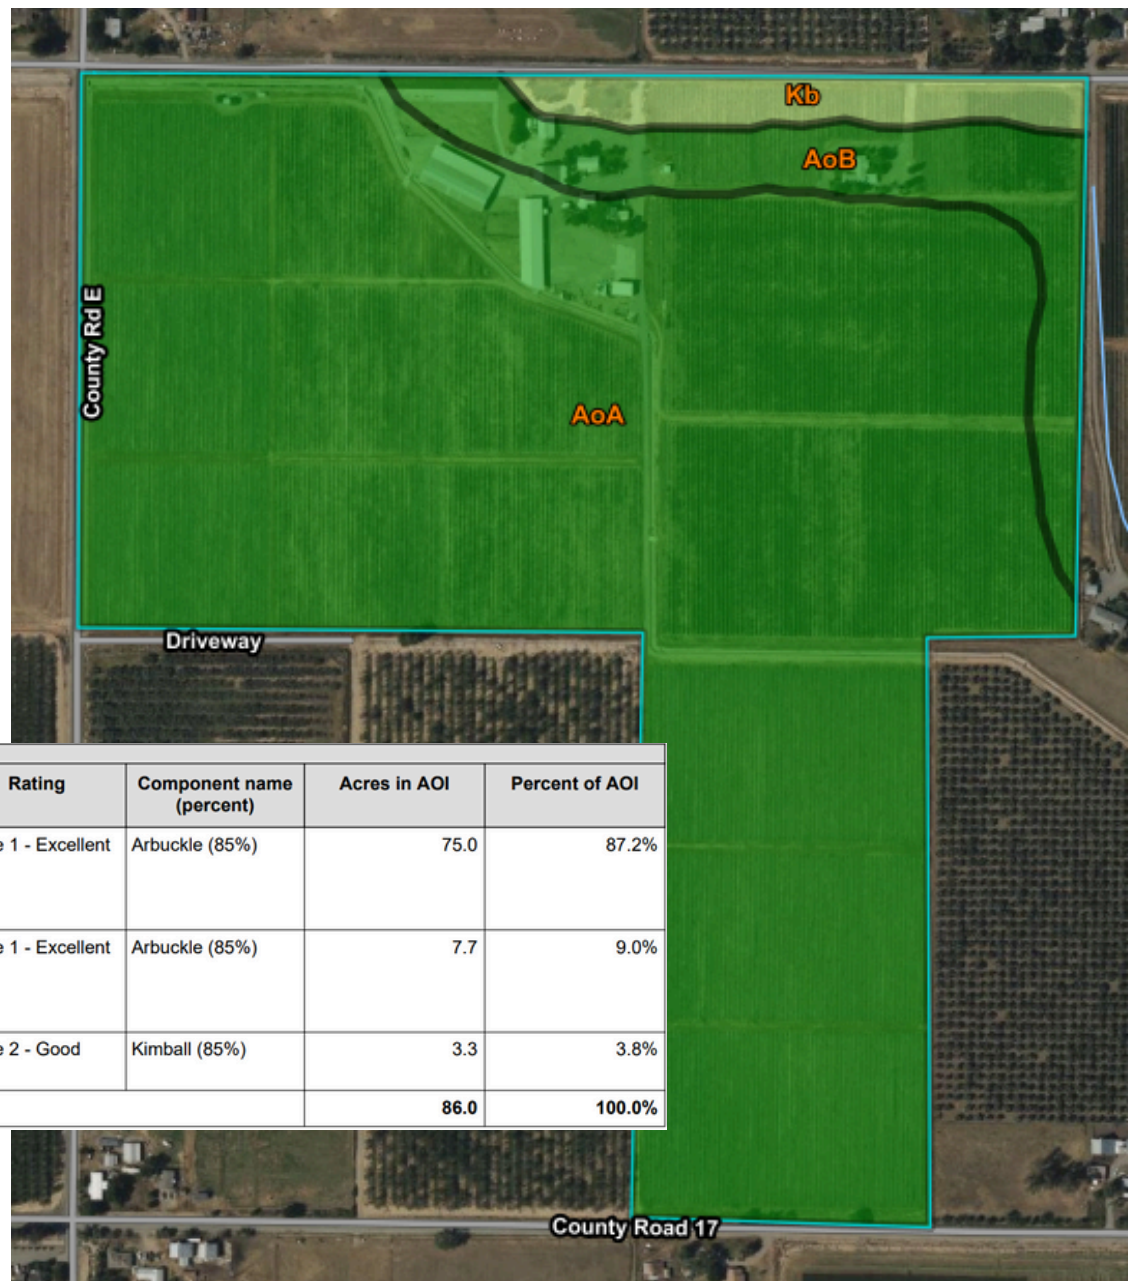 Kb
AoB
County Rd E
AoA
Driveway
Rating
Component name
(percent)
Acres in AOI
Percent of AOI
e 1 - Excellent
Arbuckle (85%)
75.0
87.2%
e 1 - Excellent
Arbuckle (85%)
7.7
9.0%
e 2 - Good
Kimball (85%)
3.3
3.8%
86.0
100.0%
County Road 17